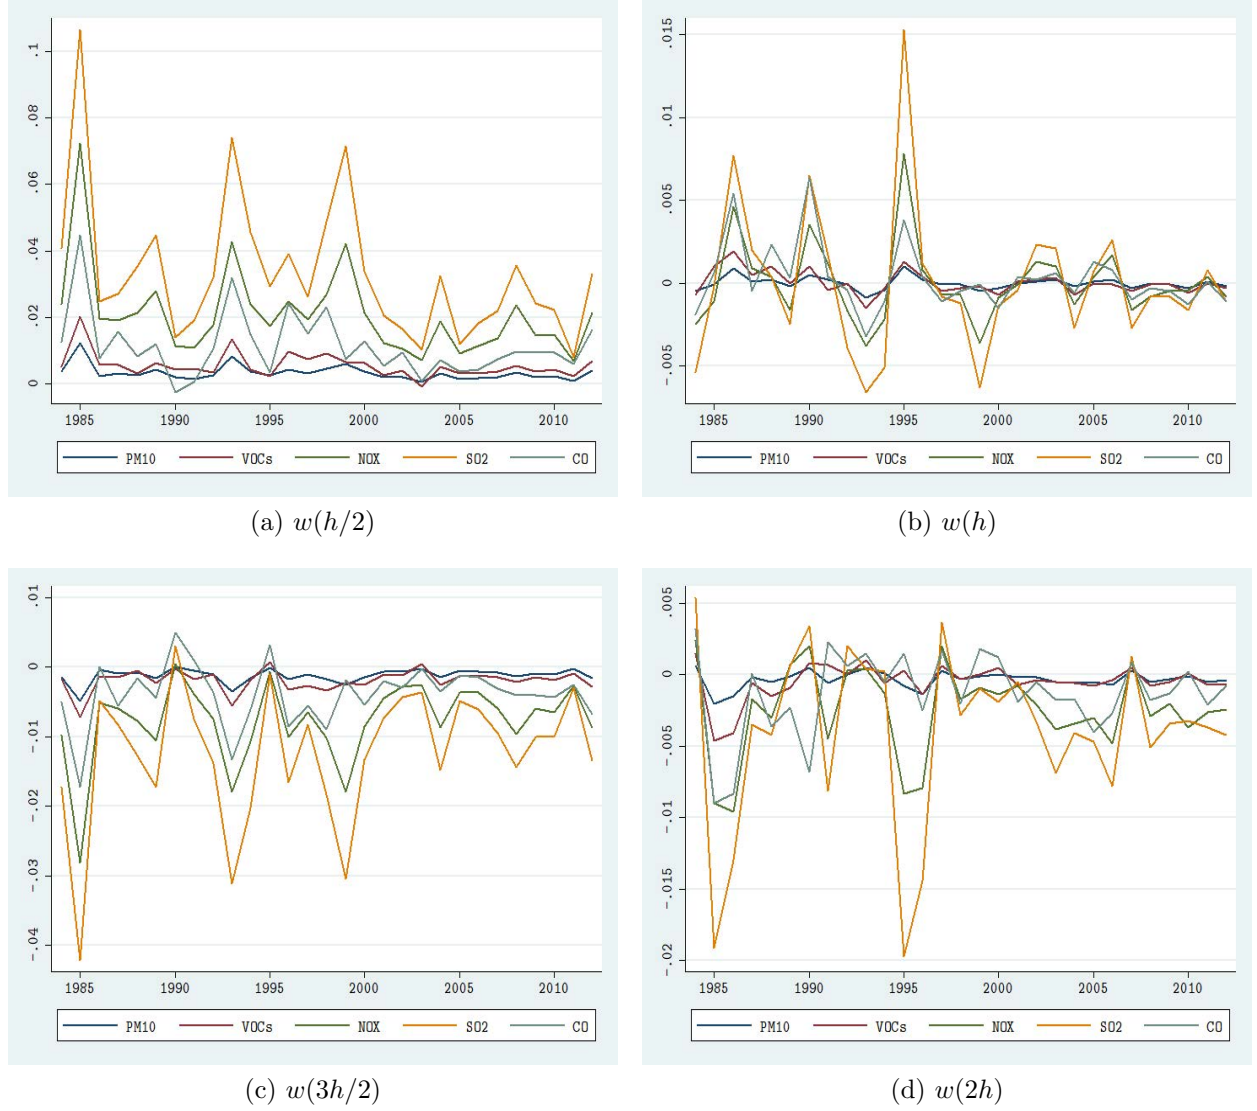 .1
.08
.06
.04
.02
0
1985 1990 1995 2000 2005 2010
PM10 VOCs NOX SO2 CO
(a) w(h/2)
.015
.01
.005
0
-.005
1985 1990 1995 2000 2005 2010
PM10 VOCs NOX SO2 CO
(b) w(h)
.01
0
-.01
-.02
-.03
-.04
1985 1990 1995 2000 2005 2010
PM10 VOCs NOX SO2 CO
(c) w(3h/2)
.005
0
-.005
-.01
-.015
-.02
1985 1990 1995 2000 2005 2010
PM10 VOCs NOX SO2 CO
(d) w(2h)